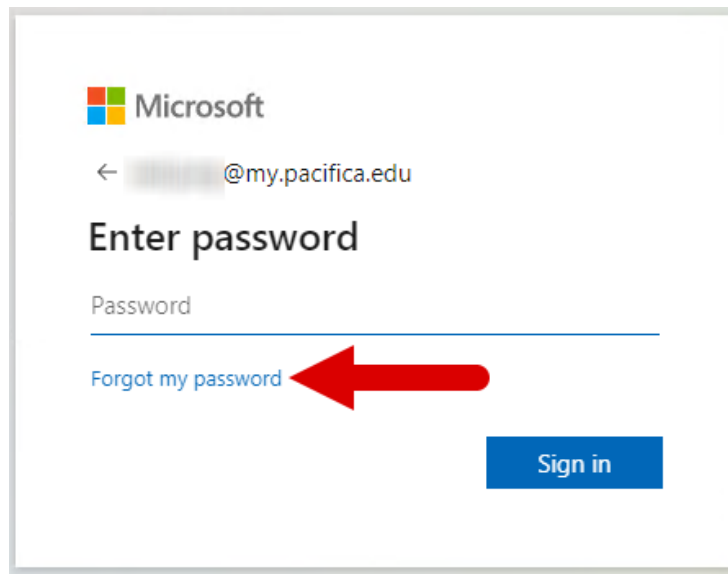 Microsoft
← @my.pacifica.edu
Enter password
Password
Forgot my password
Sign in